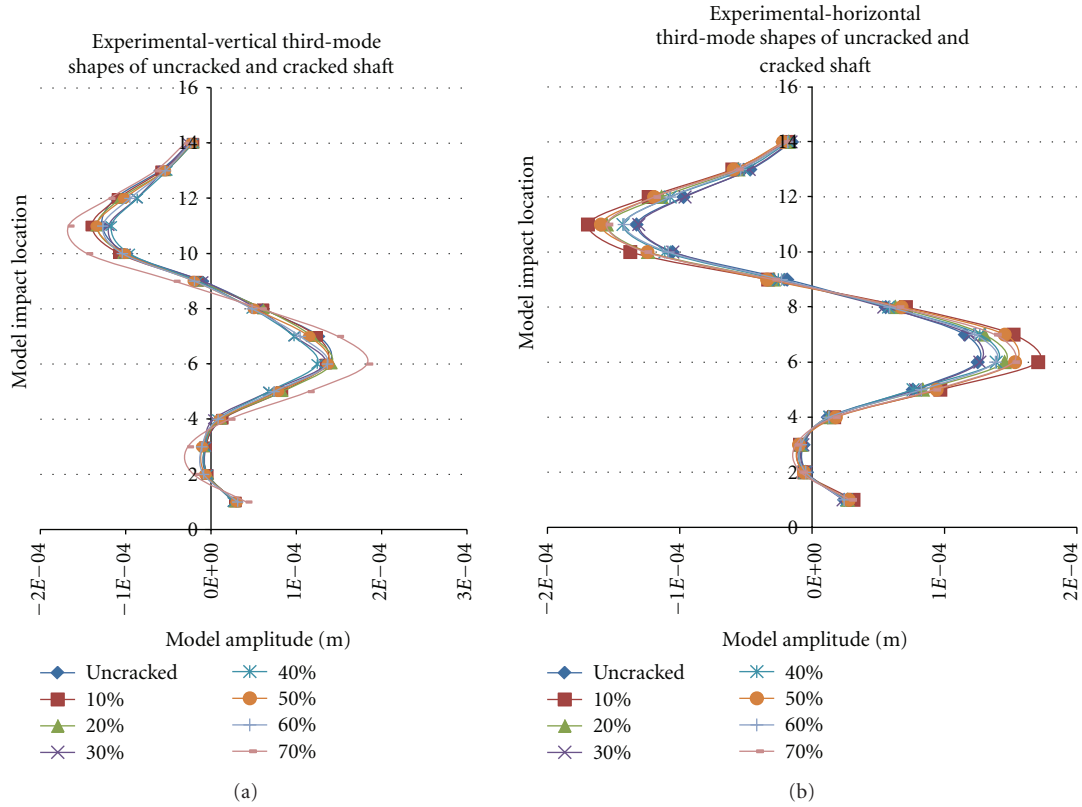 Experimental-vertical third-mode
shapes of uncracked and cracked shaft
16
14
12
10
8
6
4
2
0
Model impact location
−2E−04
−1E−04
0E+00
1E−04
2E−04
3E−04
Model amplitude (m)
Uncracked
10%
20%
30%
40%
50%
60%
70%
(a)
Experimental-horizontal
third-mode shapes of uncracked and
cracked shaft
16
14
12
10
8
6
4
2
0
Model impact location
−2E−04
−1E−04
0E+00
1E−04
2E−04
Model amplitude (m)
Uncracked
10%
20%
30%
40%
50%
60%
70%
(b)